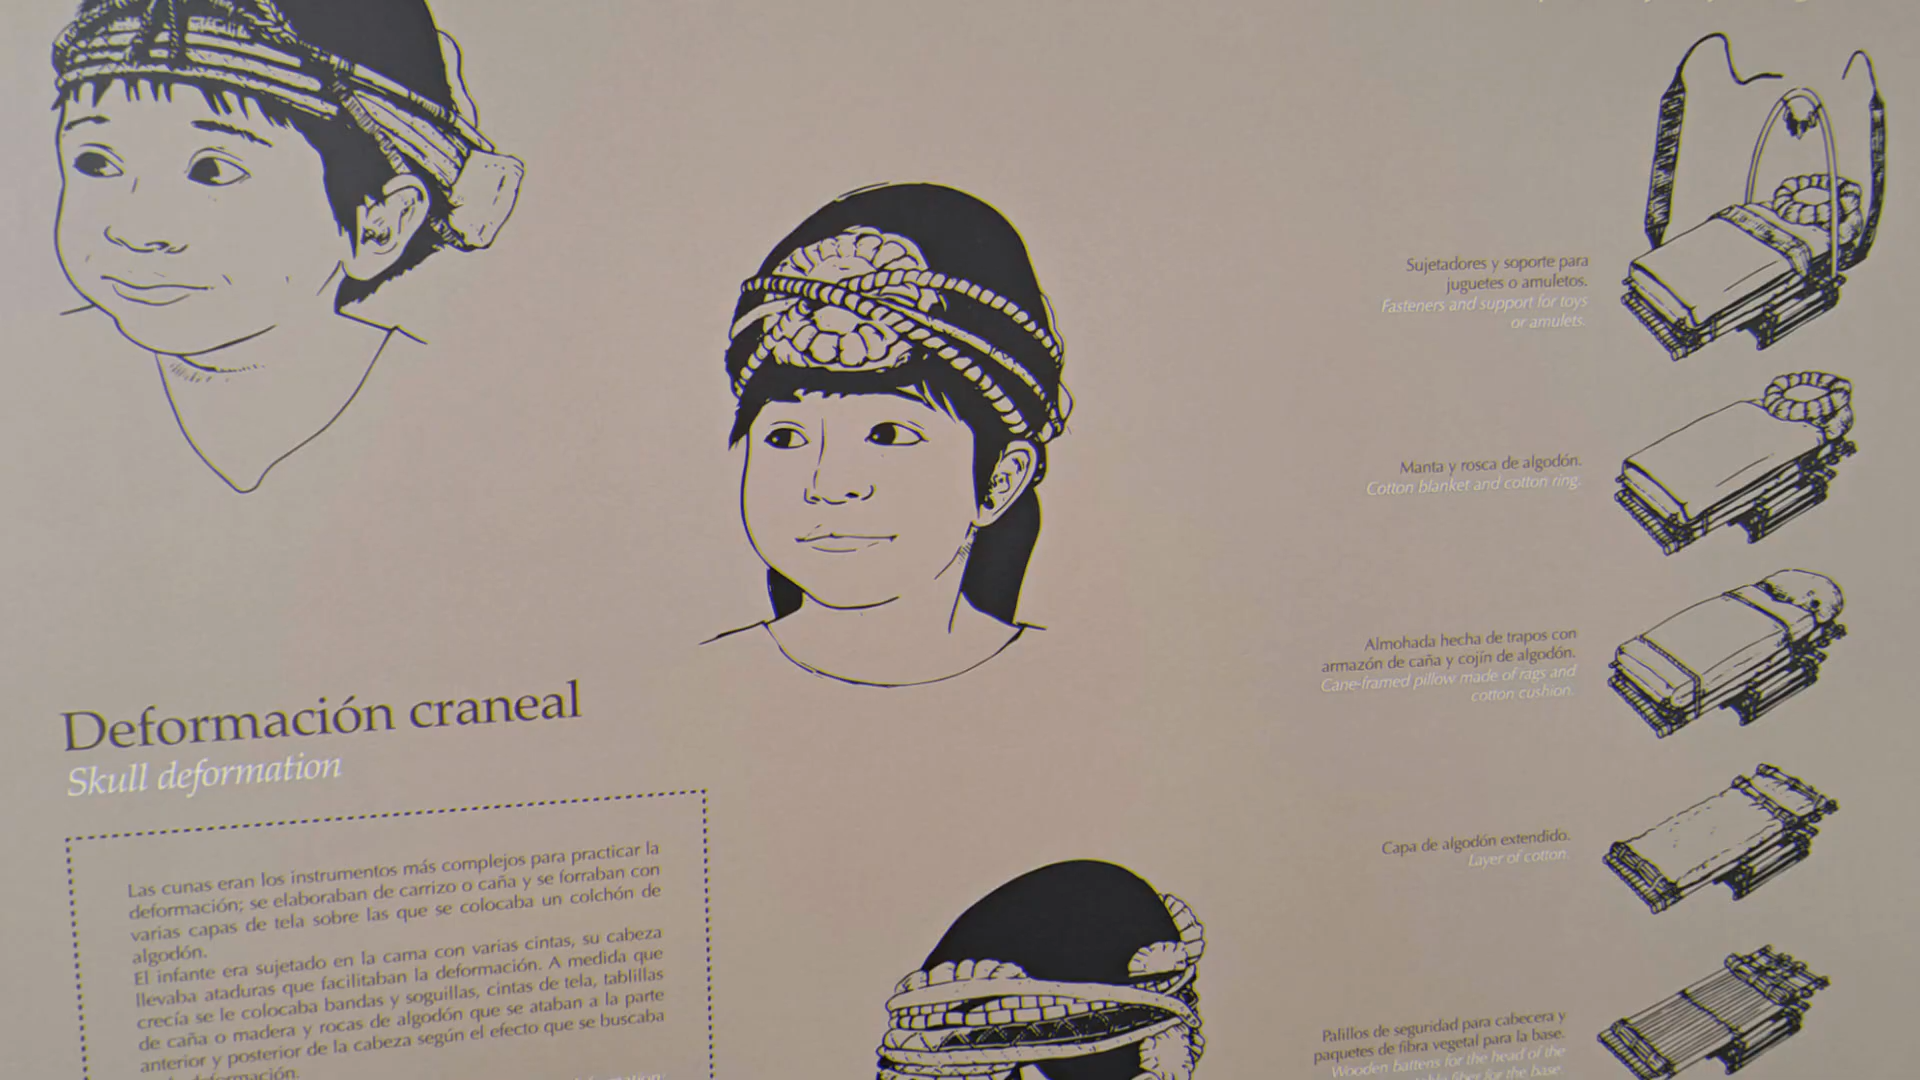 Sujetadores y soporte para
juguetes o amuletos.
Fasteners and support for toys
or amulets.
Manta y rosca de algodón.
Cotton blanket and cotton ring.
Almohada hecha de trapos con
armazón de caña y cojín de algodón.
Cane-framed pillow made of rags and
cotton cushion.
Capa de algodón extendido.
Layer of cotton.
Palillos de seguridad para cabecera y
paquetes de fibra vegetal para la base.
Wooden battens for the head of the
fiber for the base.
Deformación craneal
Skull deformation
Las cunas eran los instrumentos más complejos para practicar la
deformación; se elaboraban de carrizo o caña y se forraban con
varias capas de tela sobre las que se colocaba un colchón de
algodón.
El infante era sujetado en la cama con varias cintas, su cabeza
llevaba ataduras que facilitaban la deformación. A medida que
crecía se le colocaba bandas y soguillas, cintas de tela, tablillas
de caña o madera y rocas de algodón que se ataban a la parte
anterior y posterior de la cabeza según el efecto que se buscaba